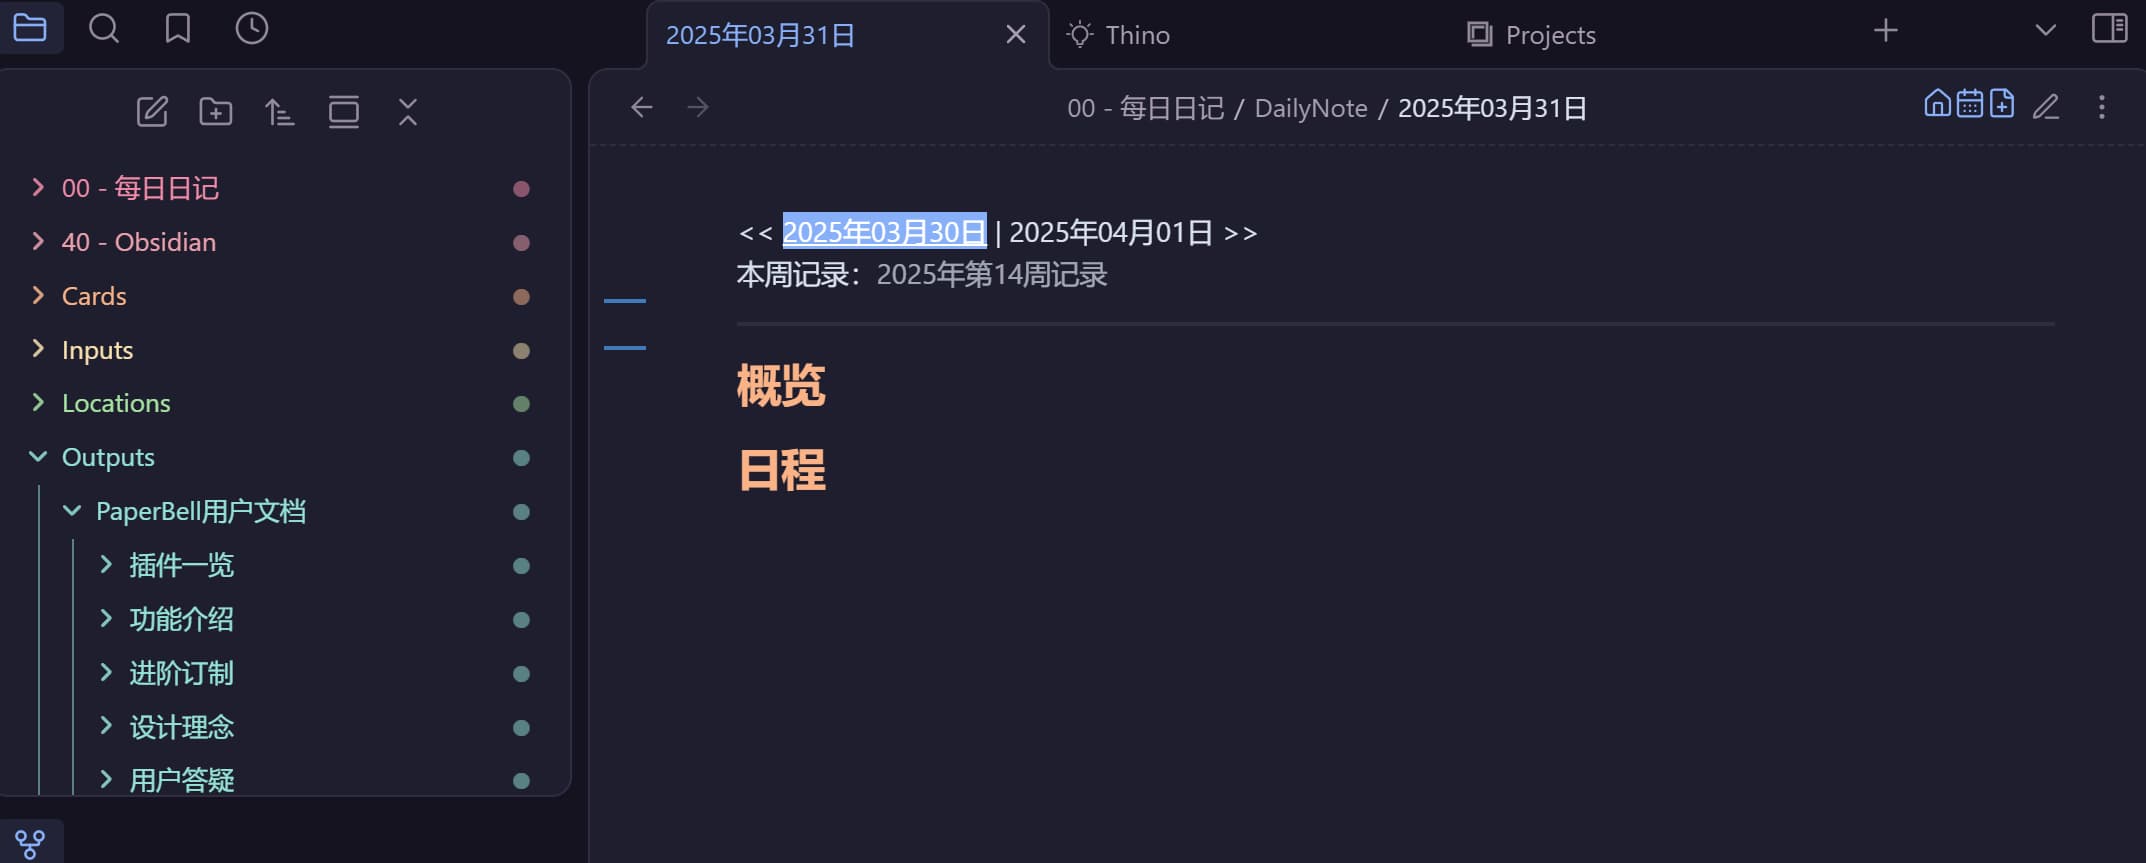 2025年03月31日
Thino
Projects
00 - 每日日记 / DailyNote / 2025年03月31日
00 - 每日日记
40 - Obsidian
Cards
Inputs
Locations
Outputs
PaperBell用户文档
插件一览
功能介绍
进阶订制
设计理念
用户答疑
<< 2025年03月30日 | 2025年04月01日 >>
本周记录：2025年第14周记录
概览
日程